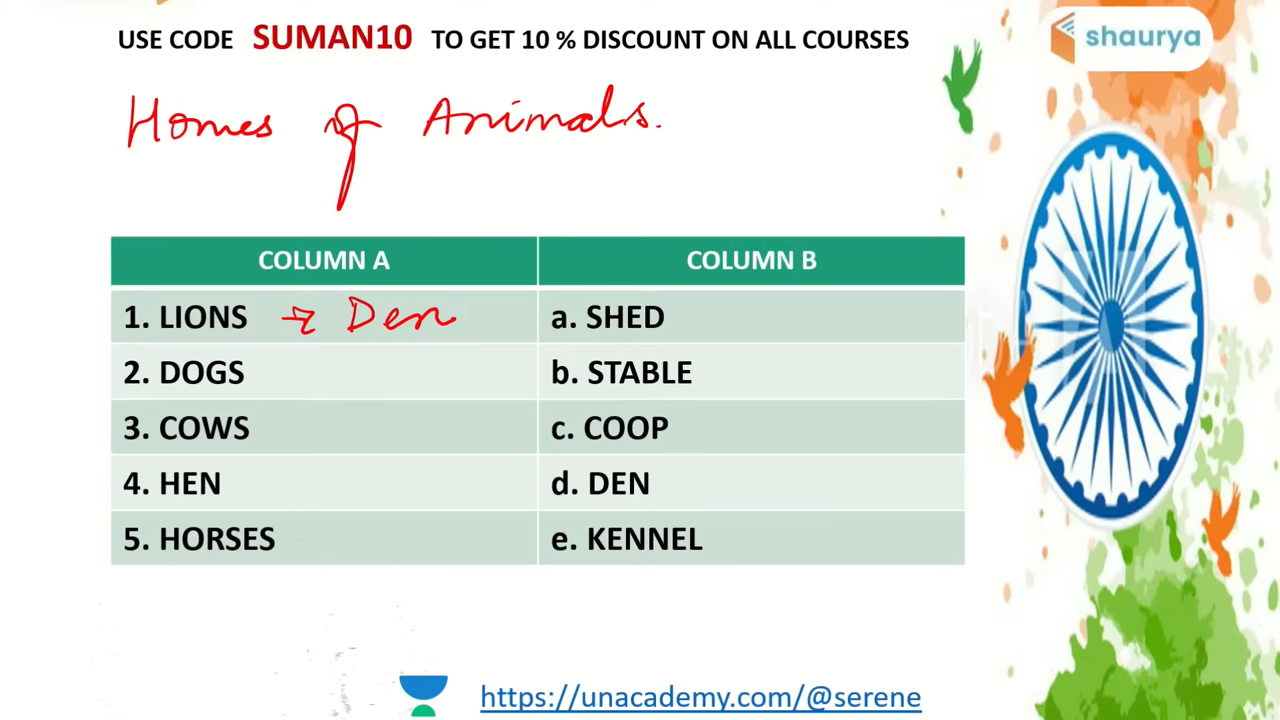 USE CODE SUMAN10 TO GET 10 % DISCOUNT ON ALL COURSES
shaurya
Homes of Animals.
COLUMN A COLUMN B
1. LIONS → Den a. SHED
2. DOGS b. STABLE
3. COWS c. COOP
4. HEN d. DEN
5. HORSES e. KENNEL
https://unacademy.com/@serene